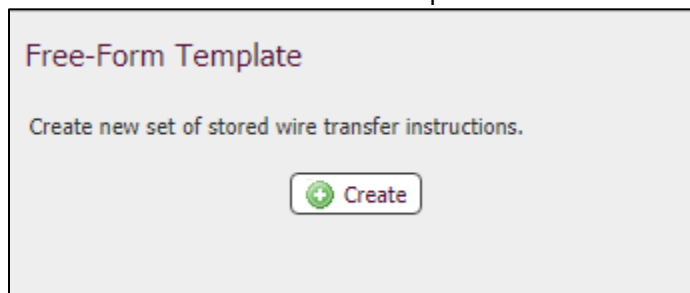 Free-Form Template
Create new set of stored wire transfer instructions.
Create